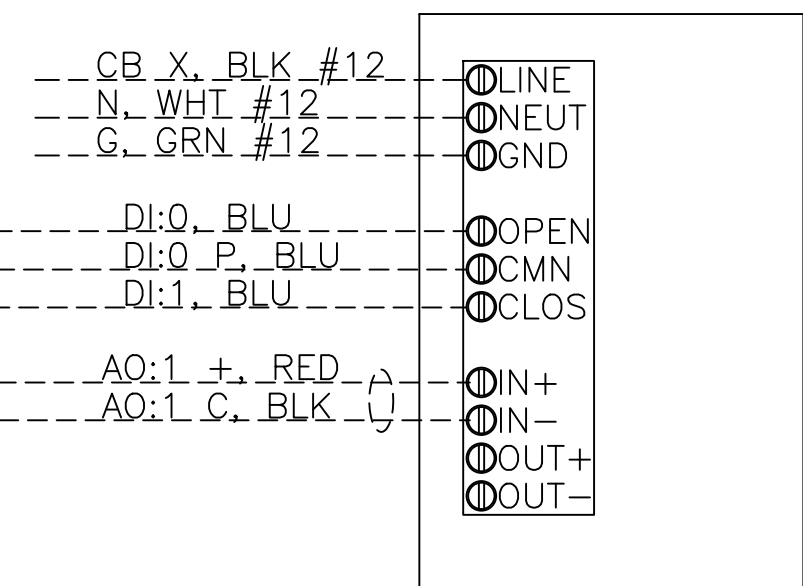 CB X, BLK #12 LINE
N, WHT #12 NEUT
G, GRN #12 GND
DI:0, BLU OPEN
DI:0 P, BLU CMN
DI:1, BLU CLOS
AO:1 +, RED IN+
AO:1 C, BLK IN-
OUT+
OUT-